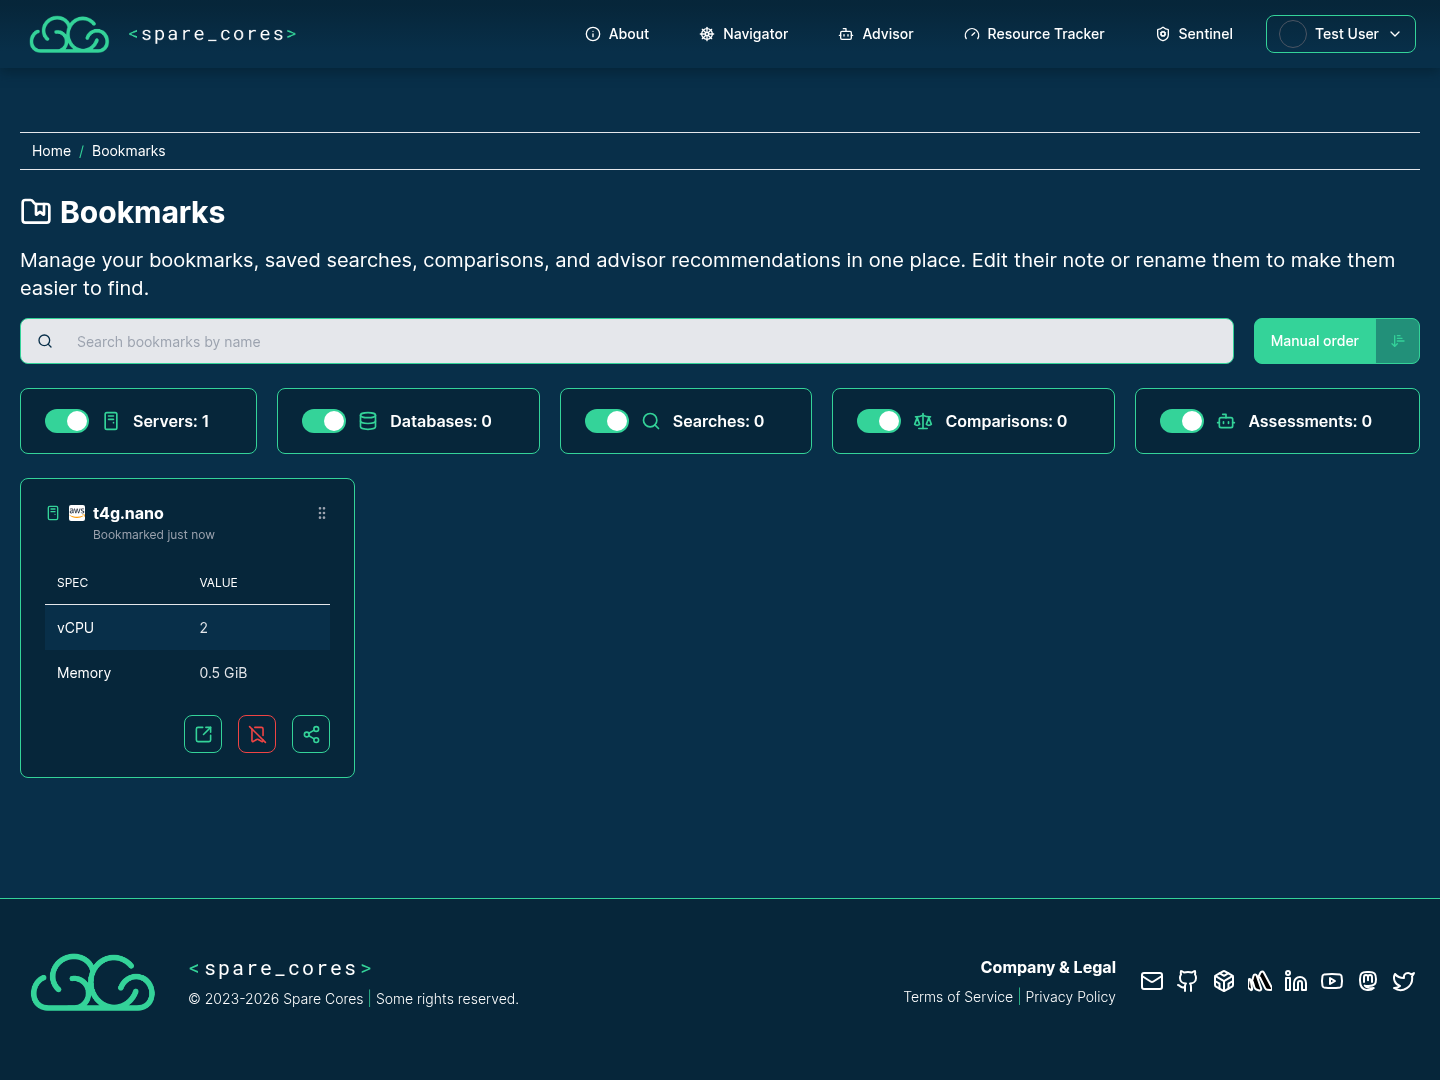 <spare_cores>
About
Navigator
Advisor
Resource Tracker
Sentinel
Test User
Home / Bookmarks
Bookmarks
Manage your bookmarks, saved searches, comparisons, and advisor recommendations in one place. Edit their note or rename them to make them
easier to find.
Search bookmarks by name
Manual order
Servers: 1
Databases: 0
Searches: 0
Comparisons: 0
Assessments: 0
aws t4g.nano
Bookmarked just now
SPEC VALUE
vCPU 2
Memory 0.5 GiB
<spare_cores>
© 2023-2026 Spare Cores | Some rights reserved.
Company & Legal
Terms of Service | Privacy Policy